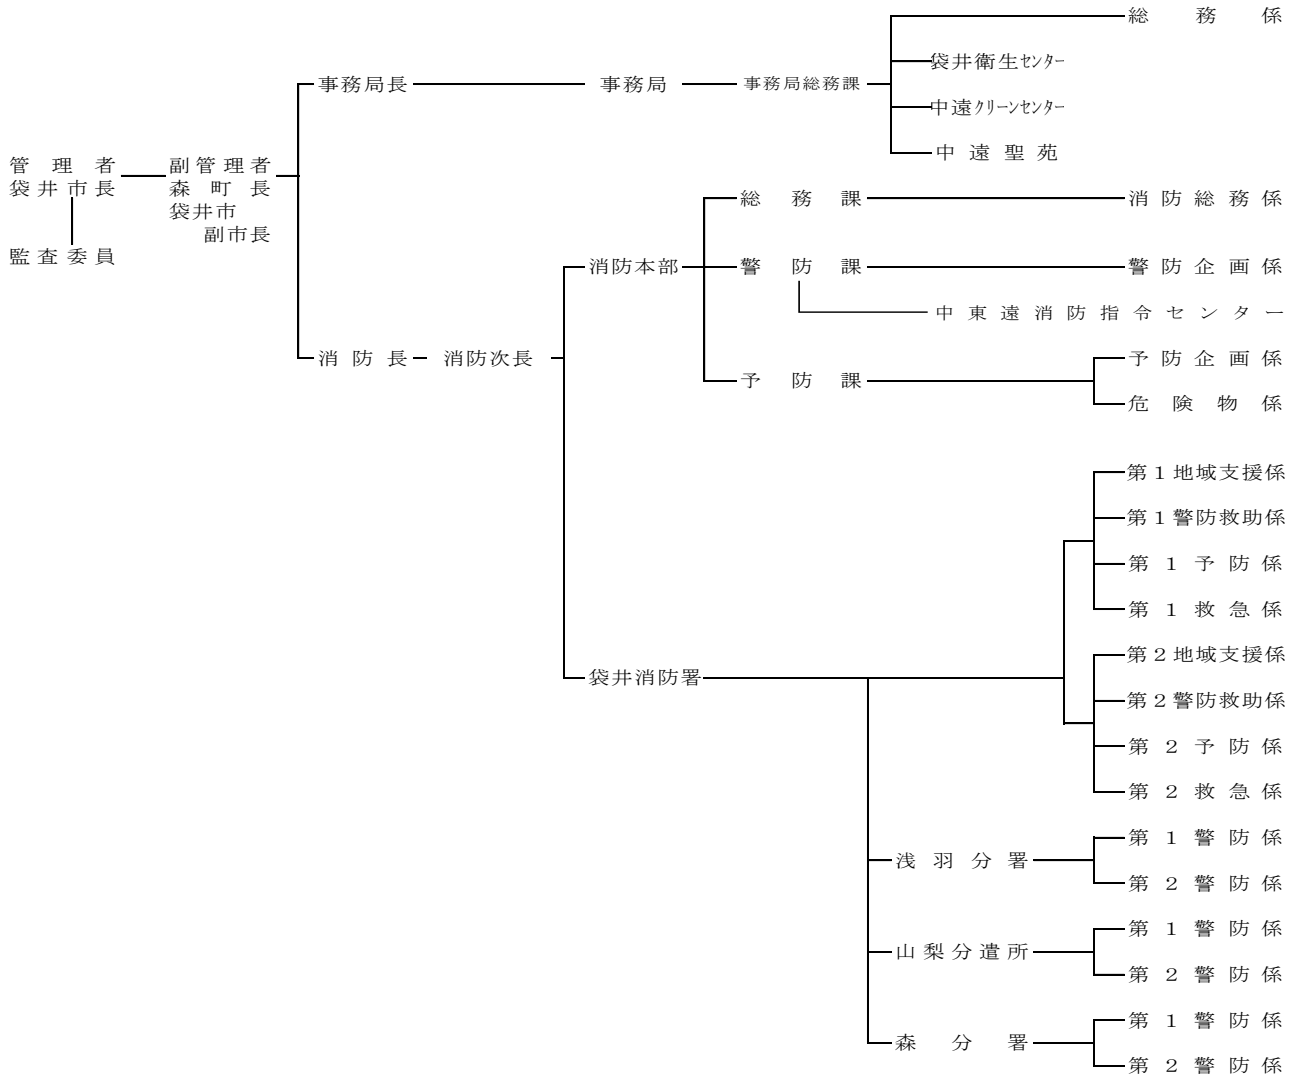 総務係
袋井衛生センター
事務局長 事務局 事務局総務課
中遠クリーンセンター
中遠聖苑
管理者 副管理者
袋井市長 森町長
袋井市
副市長
監査委員
総務課 消防総務係
消防本部 警防課 警防企画係
中東遠消防指令センター
消防長 消防次長 予防企画係
予防課
危険物係
第1地域支援係
第1警防救助係
第1予防係
第1救急係
第2地域支援係
袋井消防署
第2警防救助係
第2予防係
第2救急係
第1警防係
浅羽分署
第2警防係
第1警防係
山梨分遣所
第2警防係
第1警防係
森分署
第2警防係